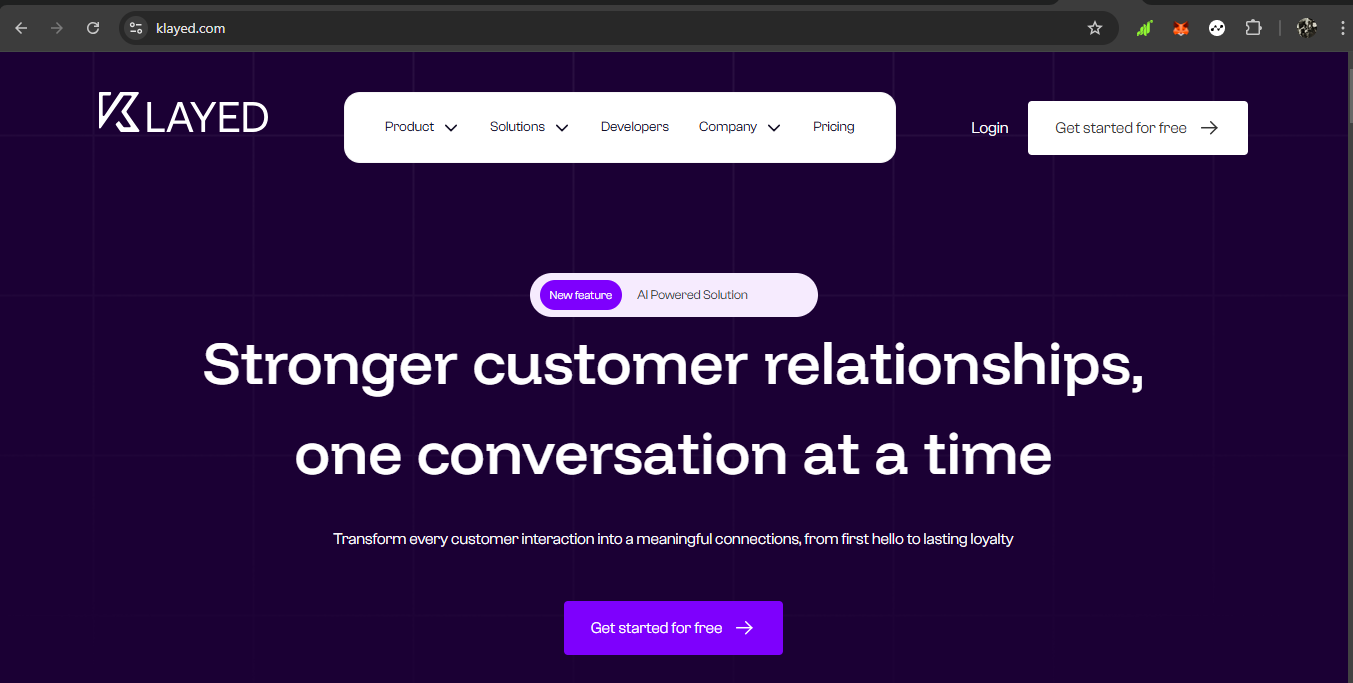 klayed.com
KLAYED
Product Solutions Developers Company Pricing
Login
Get started for free
New feature AI Powered Solution
Stronger customer relationships,
one conversation at a time
Transform every customer interaction into a meaningful connections, from first hello to lasting loyalty
Get started for free